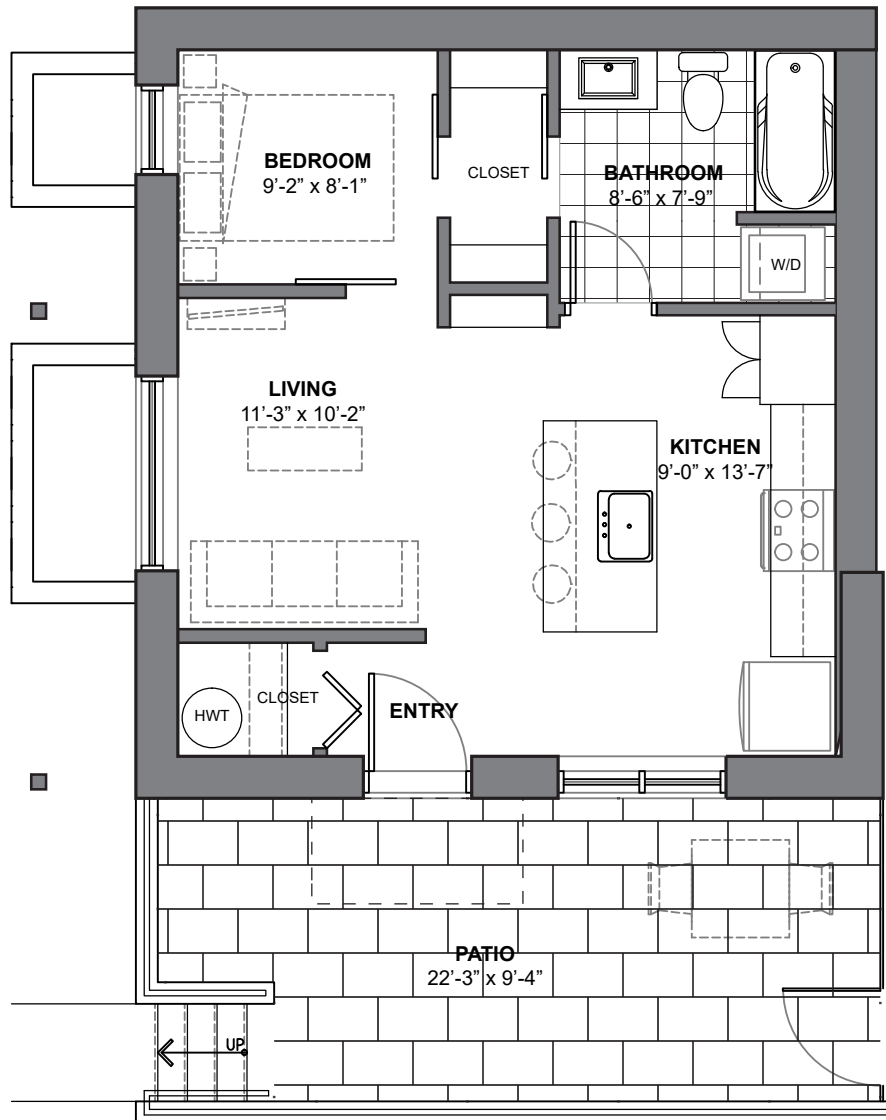 BEDROOM
9’-2” x 8’-1”
CLOSET
BATHROOM
8’-6” x 7’-9”
W/D
LIVING
11’-3” x 10’-2”
KITCHEN
9’-0” x 13’-7”
CLOSET
HWT
ENTRY
PATIO
22’-3” x 9’-4”
UP